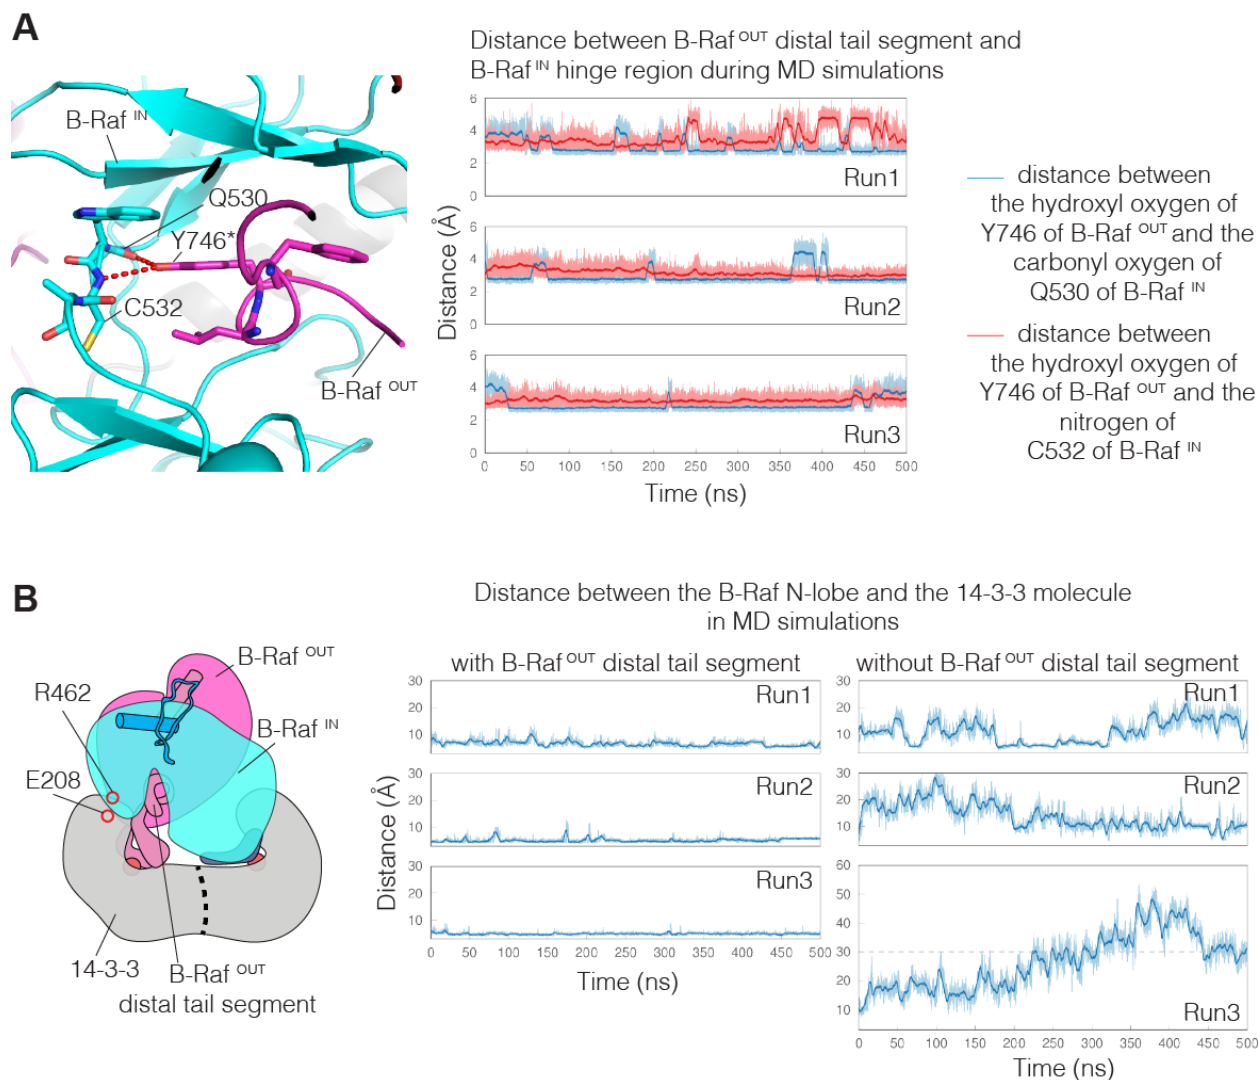 A
Distance between B-Raf OUT distal tail segment and
B-Raf IN hinge region during MD simulations
B-Raf IN
Q530
Y746*
C532
B-Raf OUT
Distance (Å)
6
4
2
0
Run1
6
4
2
0
Run2
6
4
2
0
Run3
0 50 100 150 200 250 300 350 400 450 500
Time (ns)
distance between
the hydroxyl oxygen of
Y746 of B-Raf OUT and the
carbonyl oxygen of
Q530 of B-Raf IN
distance between
the hydroxyl oxygen of
Y746 of B-Raf OUT and the
nitrogen of
C532 of B-Raf IN
B
Distance between the B-Raf N-lobe and the 14-3-3 molecule
in MD simulations
B-Raf OUT
R462
B-Raf IN
E208
14-3-3
B-Raf OUT
distal tail segment
with B-Raf OUT distal tail segment
Distance (Å)
30
20
10
Run1
30
20
10
Run2
30
20
10
Run3
0 50 100 150 200 250 300 350 400 450 500
Time (ns)
without B-Raf OUT distal tail segment
30
20
10
Run1
30
20
10
Run2
60
50
40
30
20
10
Run3
0 50 100 150 200 250 300 350 400 450 500
Time (ns)